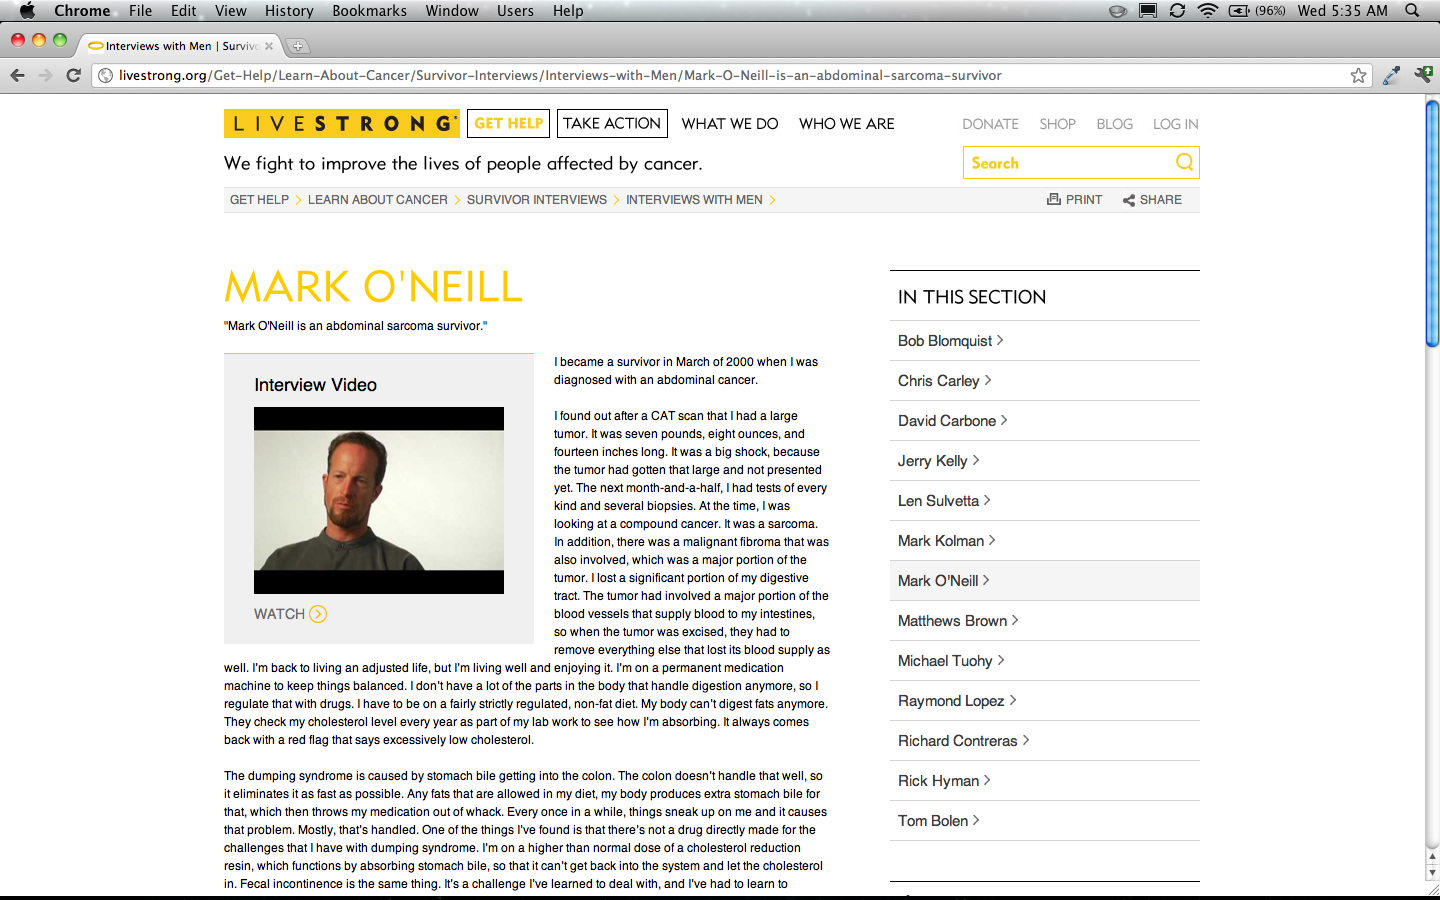 Chrome File Edit View History Bookmarks Window Users Help (96%) Wed 5:35 AM
Interviews with Men | Survivo
livestrong.org/Get-Help/Learn-About-Cancer/Survivor-Interviews/Interviews-with-Men/Mark-O-Neill-is-an-abdominal-sarcoma-survivor
LIVESTRONG GET HELP TAKE ACTION WHAT WE DO WHO WE ARE DONATE SHOP BLOG LOG IN
We fight to improve the lives of people affected by cancer.
Search
GET HELP > LEARN ABOUT CANCER > SURVIVOR INTERVIEWS > INTERVIEWS WITH MEN > PRINT SHARE
MARK O'NEILL
"Mark O'Neill is an abdominal sarcoma survivor."
Interview Video
WATCH
I became a survivor in March of 2000 when I was
diagnosed with an abdominal cancer.
I found out after a CAT scan that I had a large
tumor. It was seven pounds, eight ounces, and
fourteen inches long. It was a big shock, because
the tumor had gotten that large and not presented
yet. The next month-and-a-half, I had tests of every
kind and several biopsies. At the time, I was
looking at a compound cancer. It was a sarcoma.
In addition, there was a malignant fibroma that was
also involved, which was a major portion of the
tumor. I lost a significant portion of my digestive
tract. The tumor had involved a major portion of the
blood vessels that supply blood to my intestines,
so when the tumor was excised, they had to
remove everything else that lost its blood supply as
well. I'm back to living an adjusted life, but I'm living well and enjoying it. I'm on a permanent medication
machine to keep things balanced. I don't have a lot of the parts in the body that handle digestion anymore, so I
regulate that with drugs. I have to be on a fairly strictly regulated, non-fat diet. My body can't digest fats anymore.
They check my cholesterol level every year as part of my lab work to see how I'm absorbing. It always comes
back with a red flag that says excessively low cholesterol.
The dumping syndrome is caused by stomach bile getting into the colon. The colon doesn't handle that well, so
it eliminates it as fast as possible. Any fats that are allowed in my diet, my body produces extra stomach bile for
that, which then throws my medication out of whack. Every once in a while, things sneak up on me and it causes
that problem. Mostly, that's handled. One of the things I've found is that there's not a drug directly made for the
challenges that I have with dumping syndrome. I'm on a higher than normal dose of a cholesterol reduction
resin, which functions by absorbing stomach bile, so that it can't get back into the system and let the cholesterol
in. Fecal incontinence is the same thing. It's a challenge I've learned to deal with, and I've had to learn to
IN THIS SECTION
Bob Blomquist >
Chris Carley >
David Carbone >
Jerry Kelly >
Len Sulvetta >
Mark Kolman >
Mark O'Neill >
Matthews Brown >
Michael Tuohy >
Raymond Lopez >
Richard Contreras >
Rick Hyman >
Tom Bolen >